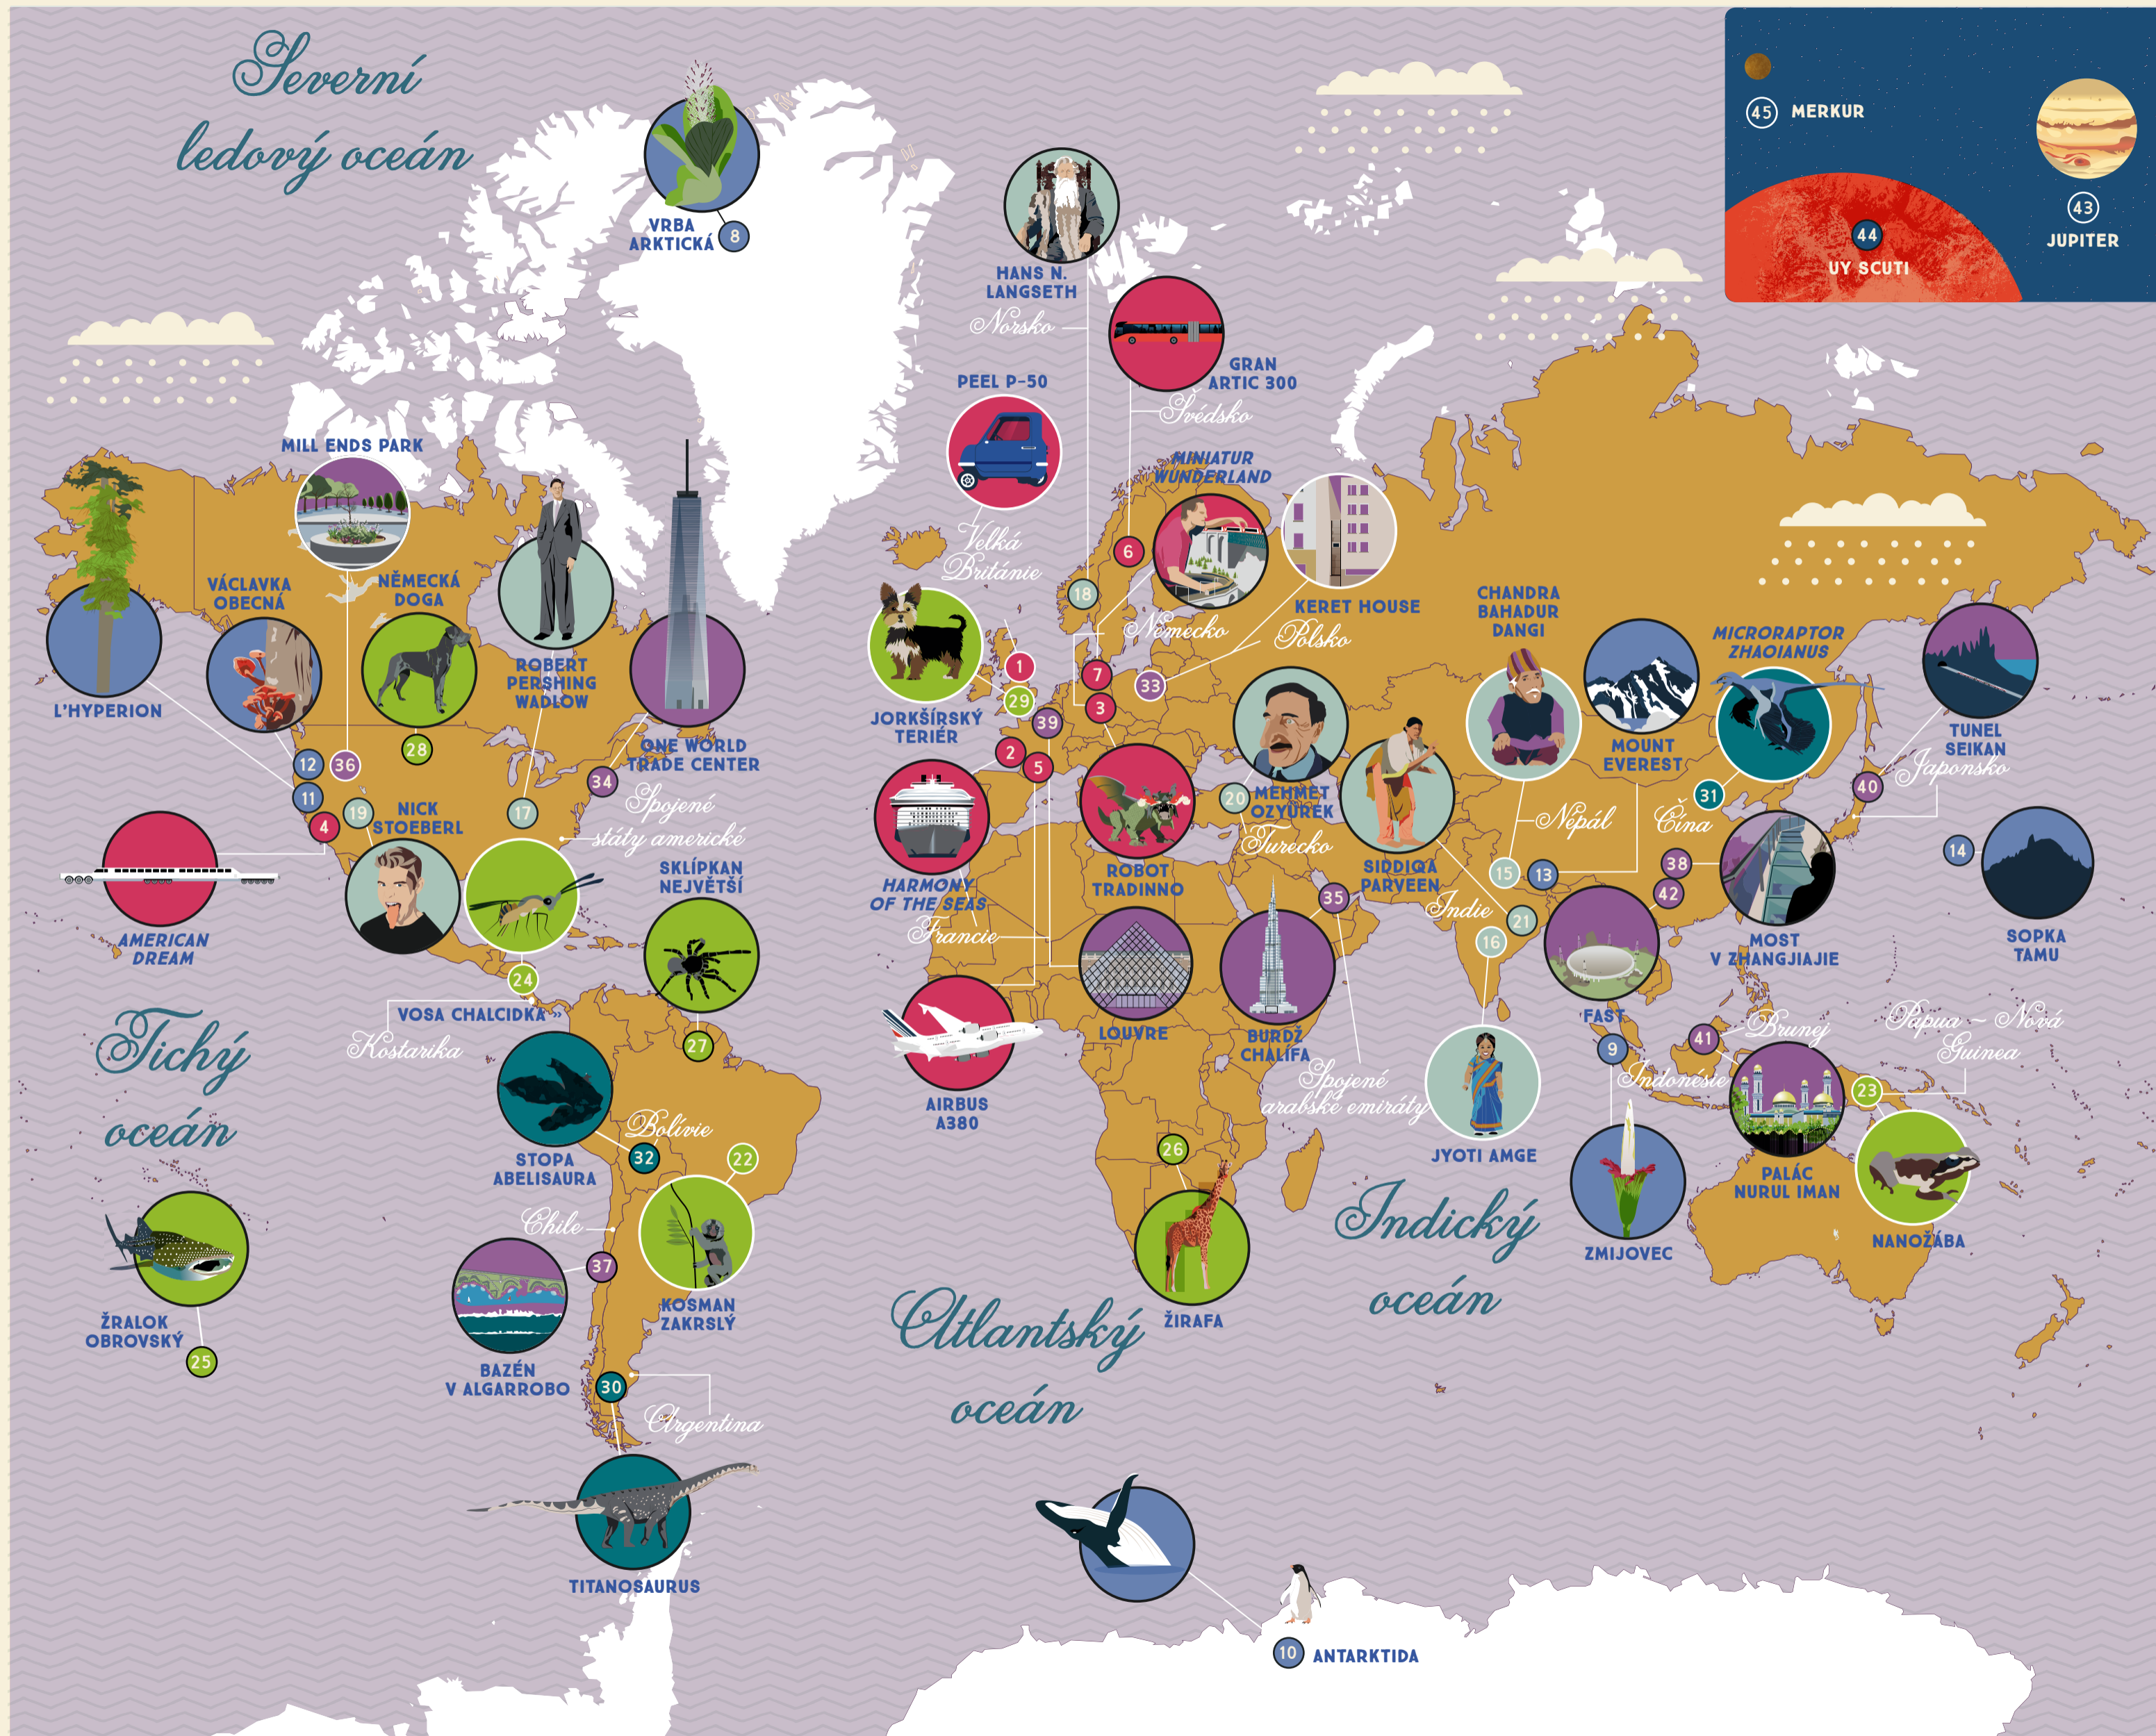 Severní
ledový oceán
VRBA
ARKTICKÁ
8
HANS N.
LANGSETH
Norsko
GRAN
ARTIC 300
Švédsko
45
MERKUR
43
JUPITER
44
UY SCUTI
PEEL P-50
Velká
Británie
MINIATUR
WUNDERLAND
6
18
KERET HOUSE
Německo
Polsko
MILL ENDS PARK
VÁCLAVKA
OBECNÁ
NĚMECKÁ
DOGA
L'HYPERION
ROBERT
PERSHING
WADLOW
ONE WORLD
TRADE CENTER
12
36
28
11
19
4
17
34
NICK
STOEBERL
Spojené
státy americké
AMERICAN
DREAM
SKLÍPKAN
NEJVĚTŠÍ
24
VOSA CHALCIDKA »
Kostarika
27
JORKŠÍRSKÝ
TERIÉR
1
29
39
7
3
33
2
5
HARMONY
OF THE SEAS
Francie
ROBOT
TRADINNO
20
MEHMET
OZYUREK
Turecko
CHANDRA
BAHADUR
DANGI
MOUNT
EVEREST
MICRORAPTOR
ZHAOIANUS
TUNEL
SEIKAN
Japonsko
31
40
Nepál
Čína
SIDDIQA
PARVEEN
15
13
38
42
14
Indie
21
16
35
MOST
V ZHANGJIAJIE
SOPKA
TAMU
LOUVRE
BURDŽ
CHALÍFA
Spojené
arabské emiráty
FAST
9
41
Brunej
Papua – Nová
Guinea
Indonésie
23
AIRBUS
A380
JYOTI AMGE
ZMIJOVEC
PALÁC
NURUL IMAN
NANOŽÁBA
Tichý
oceán
STOPA
ABELISAURA
Bolívie
32
22
26
ŽIRAFA
Indický
oceán
Chile
37
KOSMAN
ZAKRSLÝ
ŽRALOK
OBROVSKÝ
25
BAZÉN
V ALGARROBO
30
Argentina
Atlantský
oceán
TITANOSAURUS
10
ANTARKTIDA